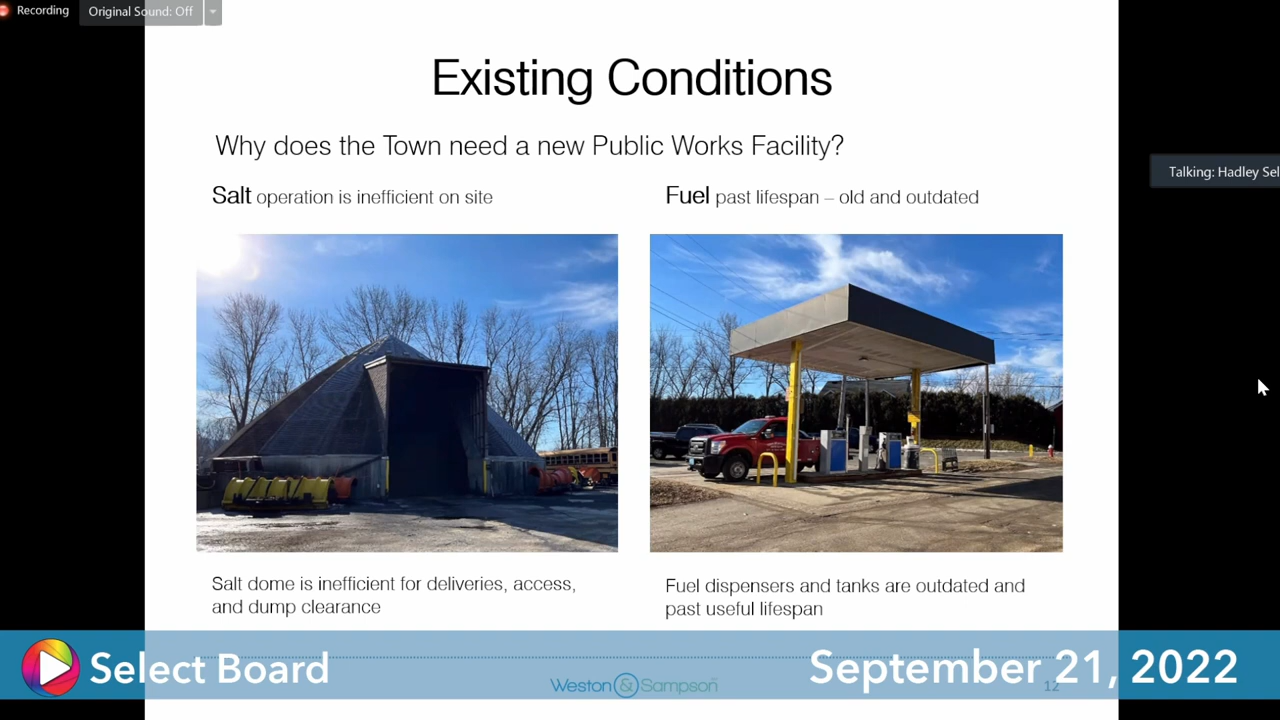 Recording
Original Sound: Off
Existing Conditions
Talking: Hadley Sel
Why does the Town need a new Public Works Facility?
Salt operation is inefficient on site
Fuel past lifespan – old and outdated
Salt dome is inefficient for deliveries, access,
and dump clearance
Fuel dispensers and tanks are outdated and
past useful lifespan
Select Board
September 21, 2022
Weston & Sampson
12